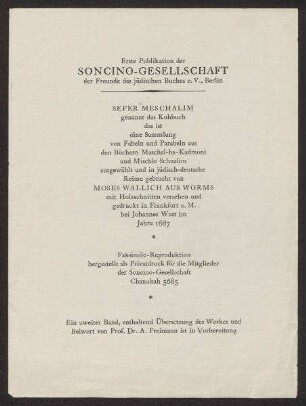 Erste Publikation der
SONCINO-GESELLSCHAFT
der Freunde des jüdischen Buches e. V., Berlin
SEFER MESCHALIM
genannt das Kuhbuch
das ist
eine Sammlung
von Fabeln und Parabeln aus
den Büchern Maschal-ha-Kadmoni
und Mischle Schualim
ausgewählt und in jüdisch-deutsche
Reime gebracht von
MOSES WALLICH AUS WORMS
mit Holzschnitten versehen und
gedruckt in Frankfurt a. M.
bei Johannes Wust im
Jahre 1687
*
Faksimile-Reproduktion
hergestellt als Privatdruck für die Mitglieder
der Soncino-Gesellschaft
Chanukah 5685
*
Ein zweiter Band, enthaltend Übersetzung des Werkes und
Beiwort von Prof. Dr. A. Freimann ist in Vorbereitung